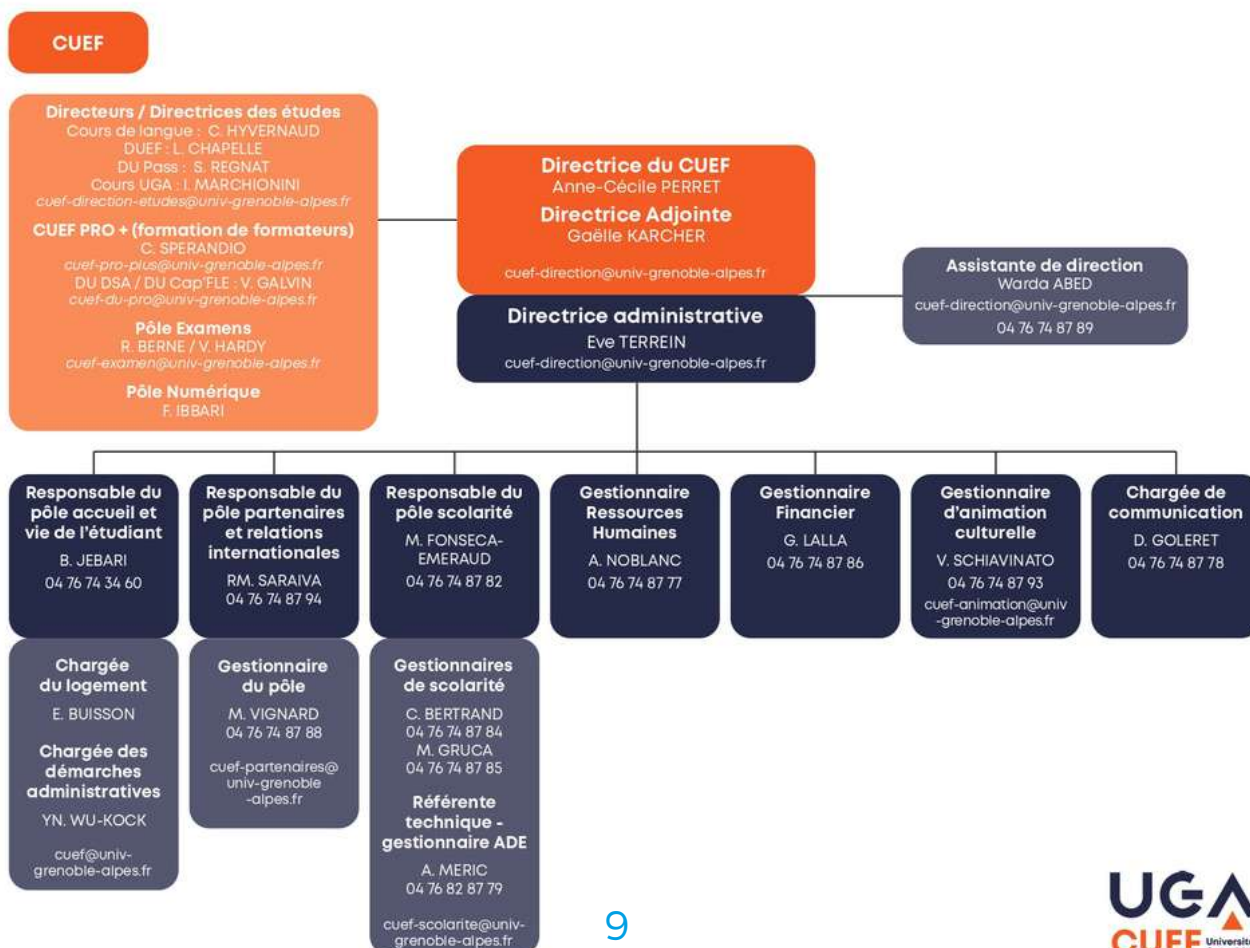 CUEF
Directeurs / Directrices des études
Cours de langue : C. HYVERNAUD
DUEF : L. CHAPELLE
DU Pass : S. REGNAT
Cours UGA : I. MARCHIONINI
cuef-direction-etudes@univ-grenoble-alpes.fr
CUEF PRO + (formation de formateurs)
C. SPERANDIO
cuef-pro-plus@univ-grenoble-alpes.fr
DU DSA / DU Cap'FLE : V. GALVIN
cuef-du-pro@univ-grenoble-alpes.fr
Pôle Examens
R. BERNE / V. HARDY
cuef-examen@univ-grenoble-alpes.fr
Pôle Numérique
F. IBBARI
Directrice du CUEF
Anne-Cécile PERRET
Directrice Adjointe
Gaëlle KARCHER
cuef-direction@univ-grenoble-alpes.fr
Directrice administrative
Eve TERREIN
cuef-direction@univ-grenoble-alpes.fr
Assistante de direction
Warda ABED
cuef-direction@univ-grenoble-alpes.fr
04 76 74 87 89
Responsable du
pôle accueil et
vie de l'étudiant
B. JEBARI
04 76 74 34 60
Chargée
du logement
E. BUISSON
Chargée des
démarches
administratives
YN. WU-KOCK
cuef@univ-
grenoble-alpes.fr
Responsable du
pôle partenaires
et relations
internationales
RM. SARAIVA
04 76 74 87 94
Gestionnaire
du pôle
M. VIGNARD
04 76 74 87 88
cuef-partenaires@
univ-grenoble
-alpes.fr
Responsable du
pôle scolarité
M. FONSECA-
EMERAUD
04 76 74 87 82
Gestionnaires
de scolarité
C. BERTRAND
04 76 74 87 84
M. GRUCA
04 76 74 87 85
Référente
technique -
gestionnaire ADE
A. MERIC
04 76 82 87 79
cuef-scolarite@univ-
grenoble-alpes.fr
Gestionnaire
Ressources
Humaines
A. NOBLANC
04 76 74 87 77
Gestionnaire
Financier
G. LALLA
04 76 74 87 86
Gestionnaire
d'animation
culturelle
V. SCHIAVINATO
04 76 74 87 93
cuef-animation@univ
-grenoble-alpes.fr
Chargée de
communication
D. GOLERET
04 76 74 87 78
9
UGA
CUEF